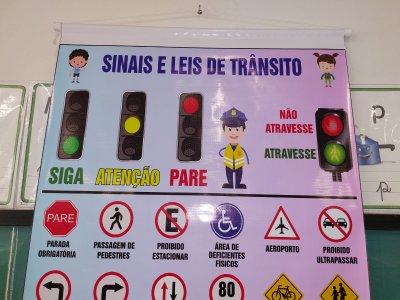 SINAIS E LEIS DE TRÂNSITO
NÃO
ATRAVESSE
ATRAVESSE
SIGA
ATENÇÃO
PARE
PARE
E
PARADA
OBRIGATÓRIA
PASSAGEM DE
PEDESTRES
PROIBIDO
ESTACIONAR
ÁREA DE
DEFICIENTES
FÍSICOS
AEROPORTO
PROIBIDO
ULTRAPASSAR
80
P